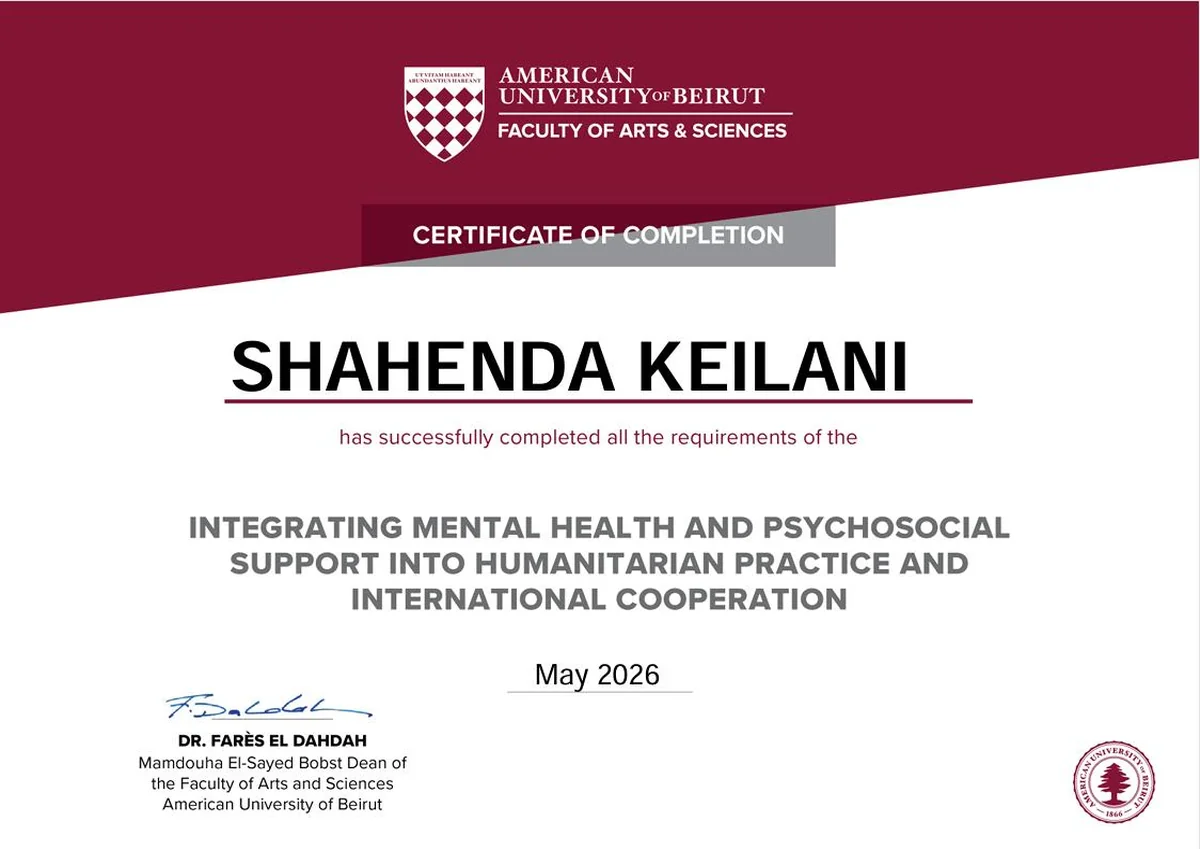 UT VITAM HABEANT
ABUNDANTIUS HABEANT
AMERICAN
UNIVERSITY OF BEIRUT
FACULTY OF ARTS & SCIENCES
CERTIFICATE OF COMPLETION
SHAHENDA KEILANI
has successfully completed all the requirements of the
INTEGRATING MENTAL HEALTH AND PSYCHOSOCIAL
SUPPORT INTO HUMANITARIAN PRACTICE AND
INTERNATIONAL COOPERATION
May 2026
F. Dahdah
DR. FARÈS EL DAHDAH
Mamdouha El-Sayed Bobst Dean of
the Faculty of Arts and Sciences
American University of Beirut
AMERICAN UNIVERSITY OF BEIRUT
1866